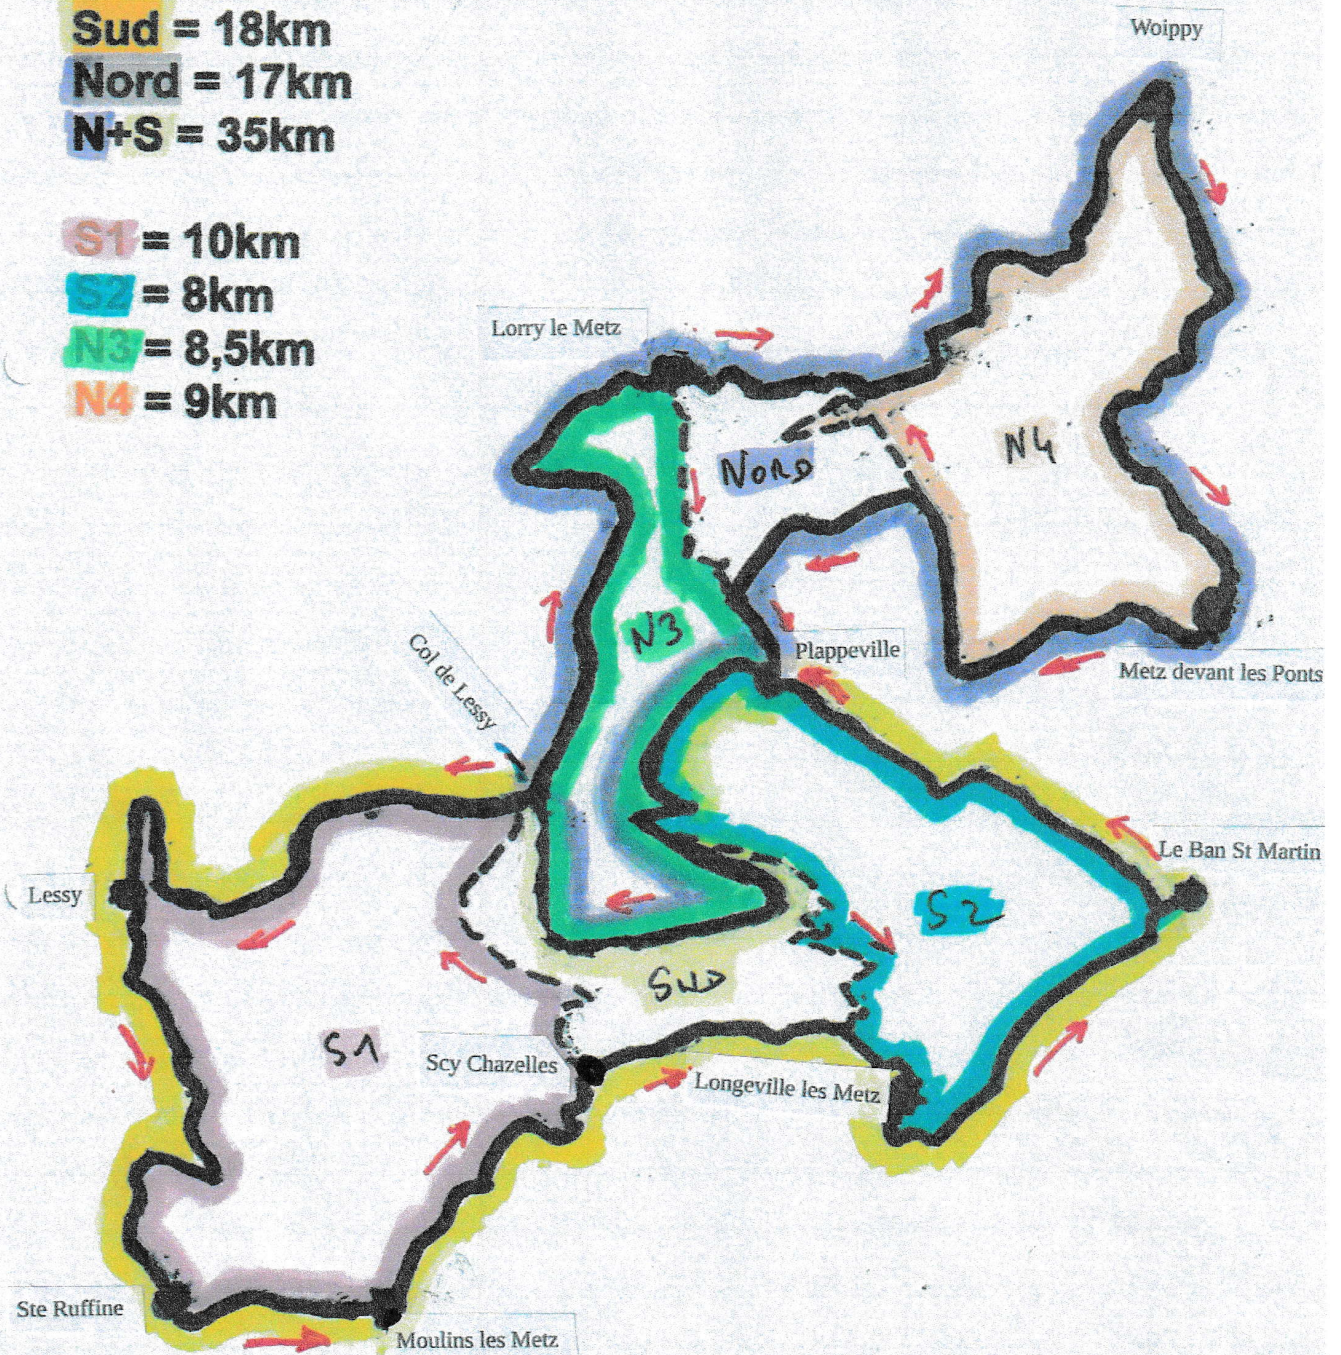 Sud = 18km
Nord = 17km
N+S = 35km
S1 = 10km
S2 = 8km
N3 = 8,5km
N4 = 9km
Woippy
Lorry le Metz
NORD
N4
N3
Col de Lessy
Plappeville
Metz devant les Ponts
Le Ban St Martin
Lessy
S2
SUD
S1
Scy Chazelles
Longeville les Metz
Ste Ruffine
Moulins les Metz